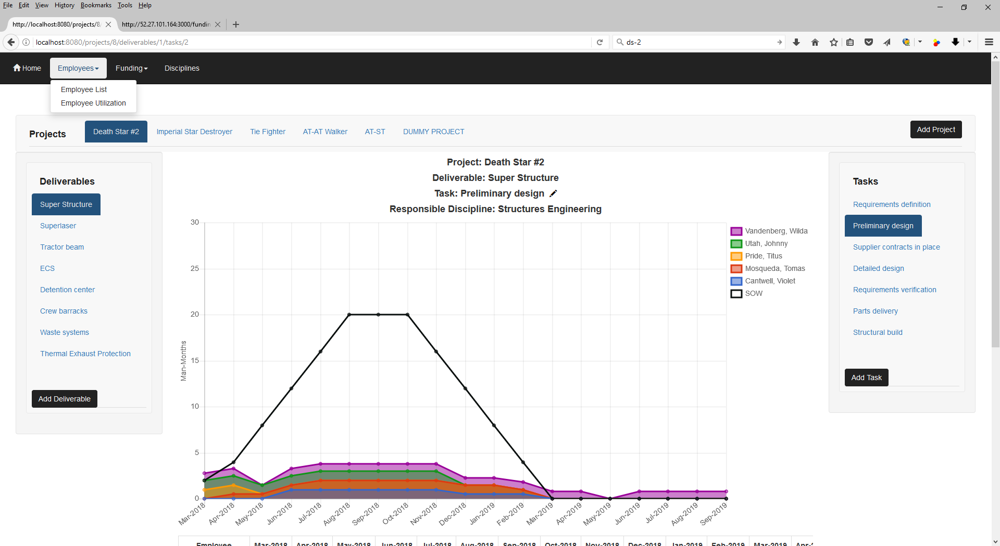 File Edit View History Bookmarks Tools Help
http://localhost:8080/projects/8/
http://52.27.101.164:3000/fundin
localhost:8080/projects/8/deliverables/1/tasks/2
ds-2
Home Employees Funding Disciplines
Employee List
Employee Utilization
Projects Death Star #2 Imperial Star Destroyer Tie Fighter AT-AT Walker AT-ST DUMMY PROJECT Add Project
Deliverables
Super Structure
Superlaser
Tractor beam
ECS
Detention center
Crew barracks
Waste systems
Thermal Exhaust Protection
Add Deliverable
Project: Death Star #2
Deliverable: Super Structure
Task: Preliminary design
Responsible Discipline: Structures Engineering
30
25
20
15
10
5
0
Man-Months
Mar-2018 Apr-2018 May-2018 Jun-2018 Jul-2018 Aug-2018 Sep-2018 Oct-2018 Nov-2018 Dec-2018 Jan-2019 Feb-2019 Mar-2019 Apr-2019 May-2019 Jun-2019 Jul-2019 Aug-2019 Sep-2019
Vandenberg, Wilda
Utah, Johnny
Pride, Titus
Mosqueda, Tomas
Cantwell, Violet
SOW
Employee Mar-2018 Apr-2018 May-2018 Jun-2018 Jul-2018 Aug-2018 Sep-2018 Oct-2018 Nov-2018 Dec-2018 Jan-2019 Feb-2019 Mar-2019 Apr-2
Tasks
Requirements definition
Preliminary design
Supplier contracts in place
Detailed design
Requirements verification
Parts delivery
Structural build
Add Task